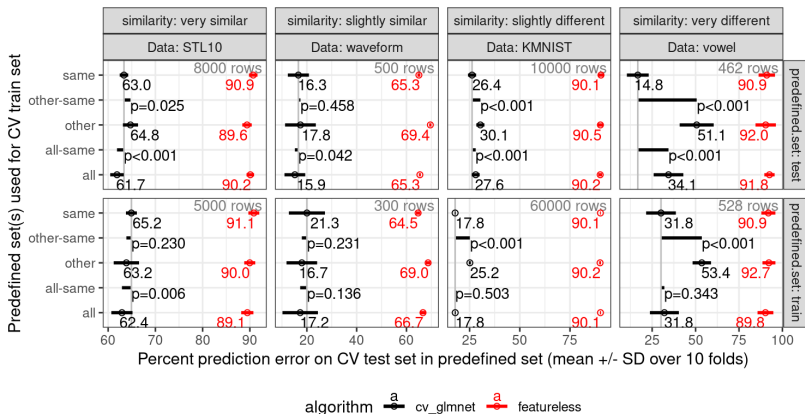 similarity: very similar
similarity: slightly similar
similarity: slightly different
similarity: very different
Data: STL10
Data: waveform
Data: KMNIST
Data: vowel
Predefined set(s) used for CV train set
same
other-same
other
all-same
all
8000 rows
63.0 90.9
p=0.025
64.8 89.6
p<0.001
61.7 90.2
500 rows
16.3 65.3
p=0.458
17.8 69.4
p=0.042
15.9 65.3
10000 rows
26.4 90.1
p<0.001
30.1 90.5
p<0.001
27.6 90.2
462 rows
14.8 90.9
p<0.001
51.1 92.0
p<0.001
34.1 91.8
predefined.set: test
same
other-same
other
all-same
all
5000 rows
65.2 91.1
p=0.230
63.2 90.0
p=0.006
62.4 89.1
300 rows
21.3 64.5
p=0.231
16.7 69.0
p=0.136
17.2 66.7
60000 rows
17.8 90.1
p<0.001
25.2 90.2
p=0.503
17.8 90.1
528 rows
31.8 90.9
p<0.001
53.4 92.7
p=0.343
31.8 89.8
predefined.set: train
60 70 80 90
20 40 60
25 50 75
25 50 75 100
Percent prediction error on CV test set in predefined set (mean +/- SD over 10 folds)
algorithm a cv_glmnet a featureless